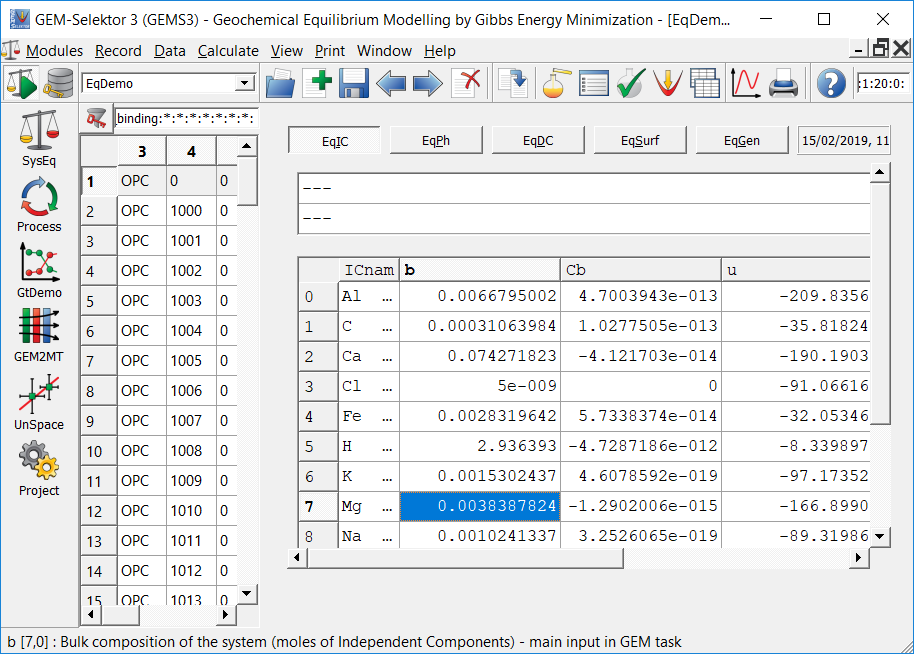 GEM-Selektor 3 (GEMS3) - Geochemical Equilibrium Modelling by Gibbs Energy Minimization - [EqDem...
Modules Record Data Calculate View Print Window Help
EqDemo :1:20:0:
binding:*:*:*:*:*:*:*:
EqIC EqPh EqDC EqSurf EqGen 15/02/2019, 11
SysEq
Process
GtDemo
GEM2MT
UnSpace
Project
3 4
1 OPC 0 0
2 OPC 1000 0
3 OPC 1001 0
4 OPC 1002 0
5 OPC 1003 0
6 OPC 1004 0
7 OPC 1005 0
8 OPC 1006 0
9 OPC 1007 0
10 OPC 1008 0
11 OPC 1009 0
12 OPC 1010 0
13 OPC 1011 0
14 OPC 1012 0
15 OPC 1013 0
---
---
ICnam b Cb u
0 Al ... 0.0066795002 4.7003943e-013 -209.8356
1 C ... 0.00031063984 1.0277505e-013 -35.81824
2 Ca ... 0.074271823 -4.121703e-014 -190.1903
3 Cl ... 5e-009 0 -91.06616
4 Fe ... 0.0028319642 5.7338374e-014 -32.05346
5 H ... 2.936393 -4.7287186e-012 -8.339897
6 K ... 0.0015302437 4.6078592e-019 -97.17352
7 Mg ... 0.0038387824 -1.2902006e-015 -166.8990
8 Na ... 0.0010241337 3.2526065e-019 -89.31986
b [7,0] : Bulk composition of the system (moles of Independent Components) - main input in GEM task